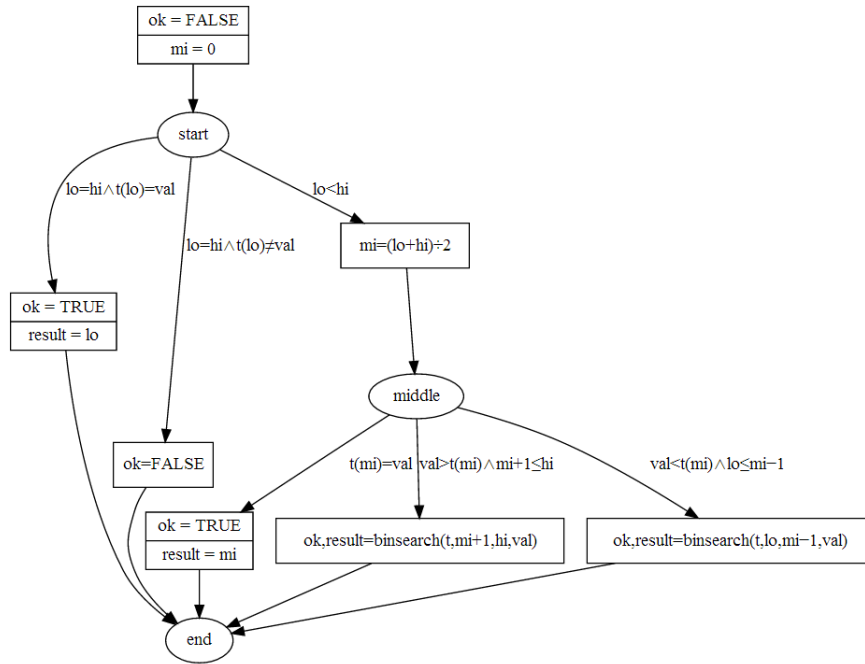 ok = FALSE
mi = 0
start
lo=hi∧t(lo)=val
lo=hi∧t(lo)≠val
lo<hi
mi=(lo+hi)÷2
ok = TRUE
result = lo
middle
ok=FALSE
t(mi)=val
val>t(mi)∧mi+1≤hi
val<t(mi)∧lo≤mi−1
ok = TRUE
result = mi
ok,result=binsearch(t,mi+1,hi,val)
ok,result=binsearch(t,lo,mi−1,val)
end